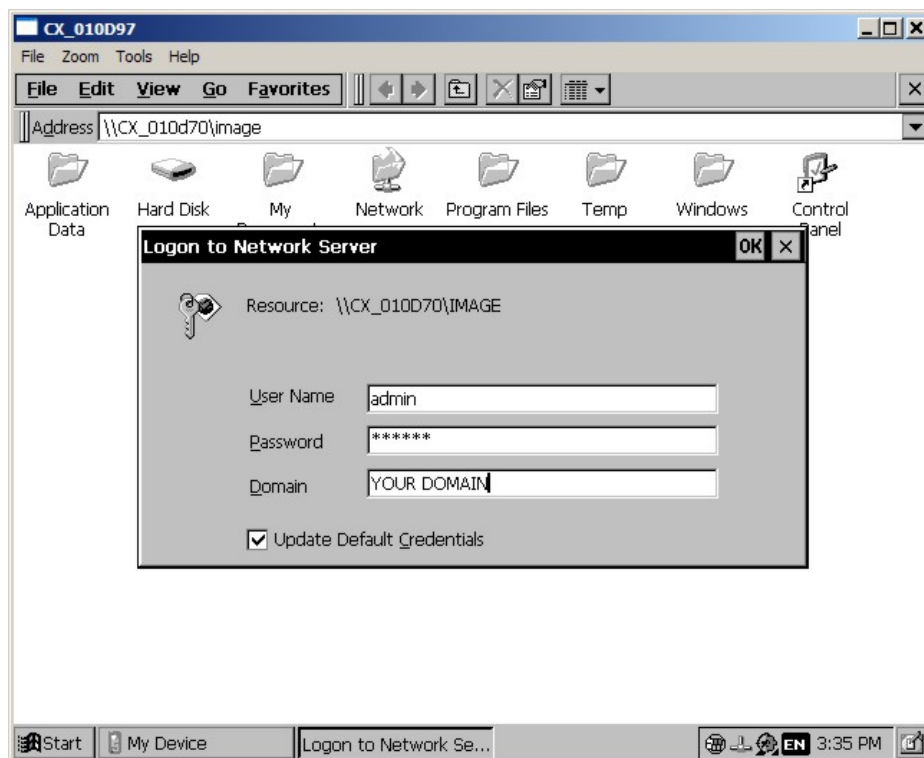 CX_010D97
File Zoom Tools Help
File Edit View Go Favorites
Address \\CX_010d70\image
Application Data
Hard Disk
My
Network
Program Files
Temp
Windows
Control Panel
Logon to Network Server
OK
Resource: \\CX_010D70\IMAGE
User Name admin
Password ******
Domain YOUR DOMAIN
Update Default Credentials
Start
My Device
Logon to Network Se...
EN
3:35 PM